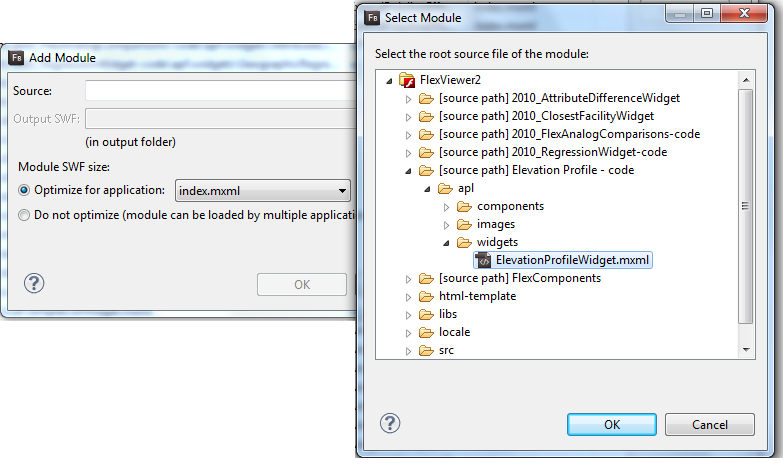 Add Module
Source:
Output SWF:
(in output folder)
Module SWF size:
Optimize for application:
index.mxml
Do not optimize (module can be loaded by multiple applicatio
?
OK
Select Module
Select the root source file of the module:
FlexViewer2
[source path] 2010_AttributeDifferenceWidget
[source path] 2010_ClosestFacilityWidget
[source path] 2010_FlexAnalogComparisons-code
[source path] 2010_RegressionWidget-code
[source path] Elevation Profile - code
apl
components
images
widgets
ElevationProfileWidget.mxml
[source path] FlexComponents
html-template
libs
locale
src
?
OK
Cancel